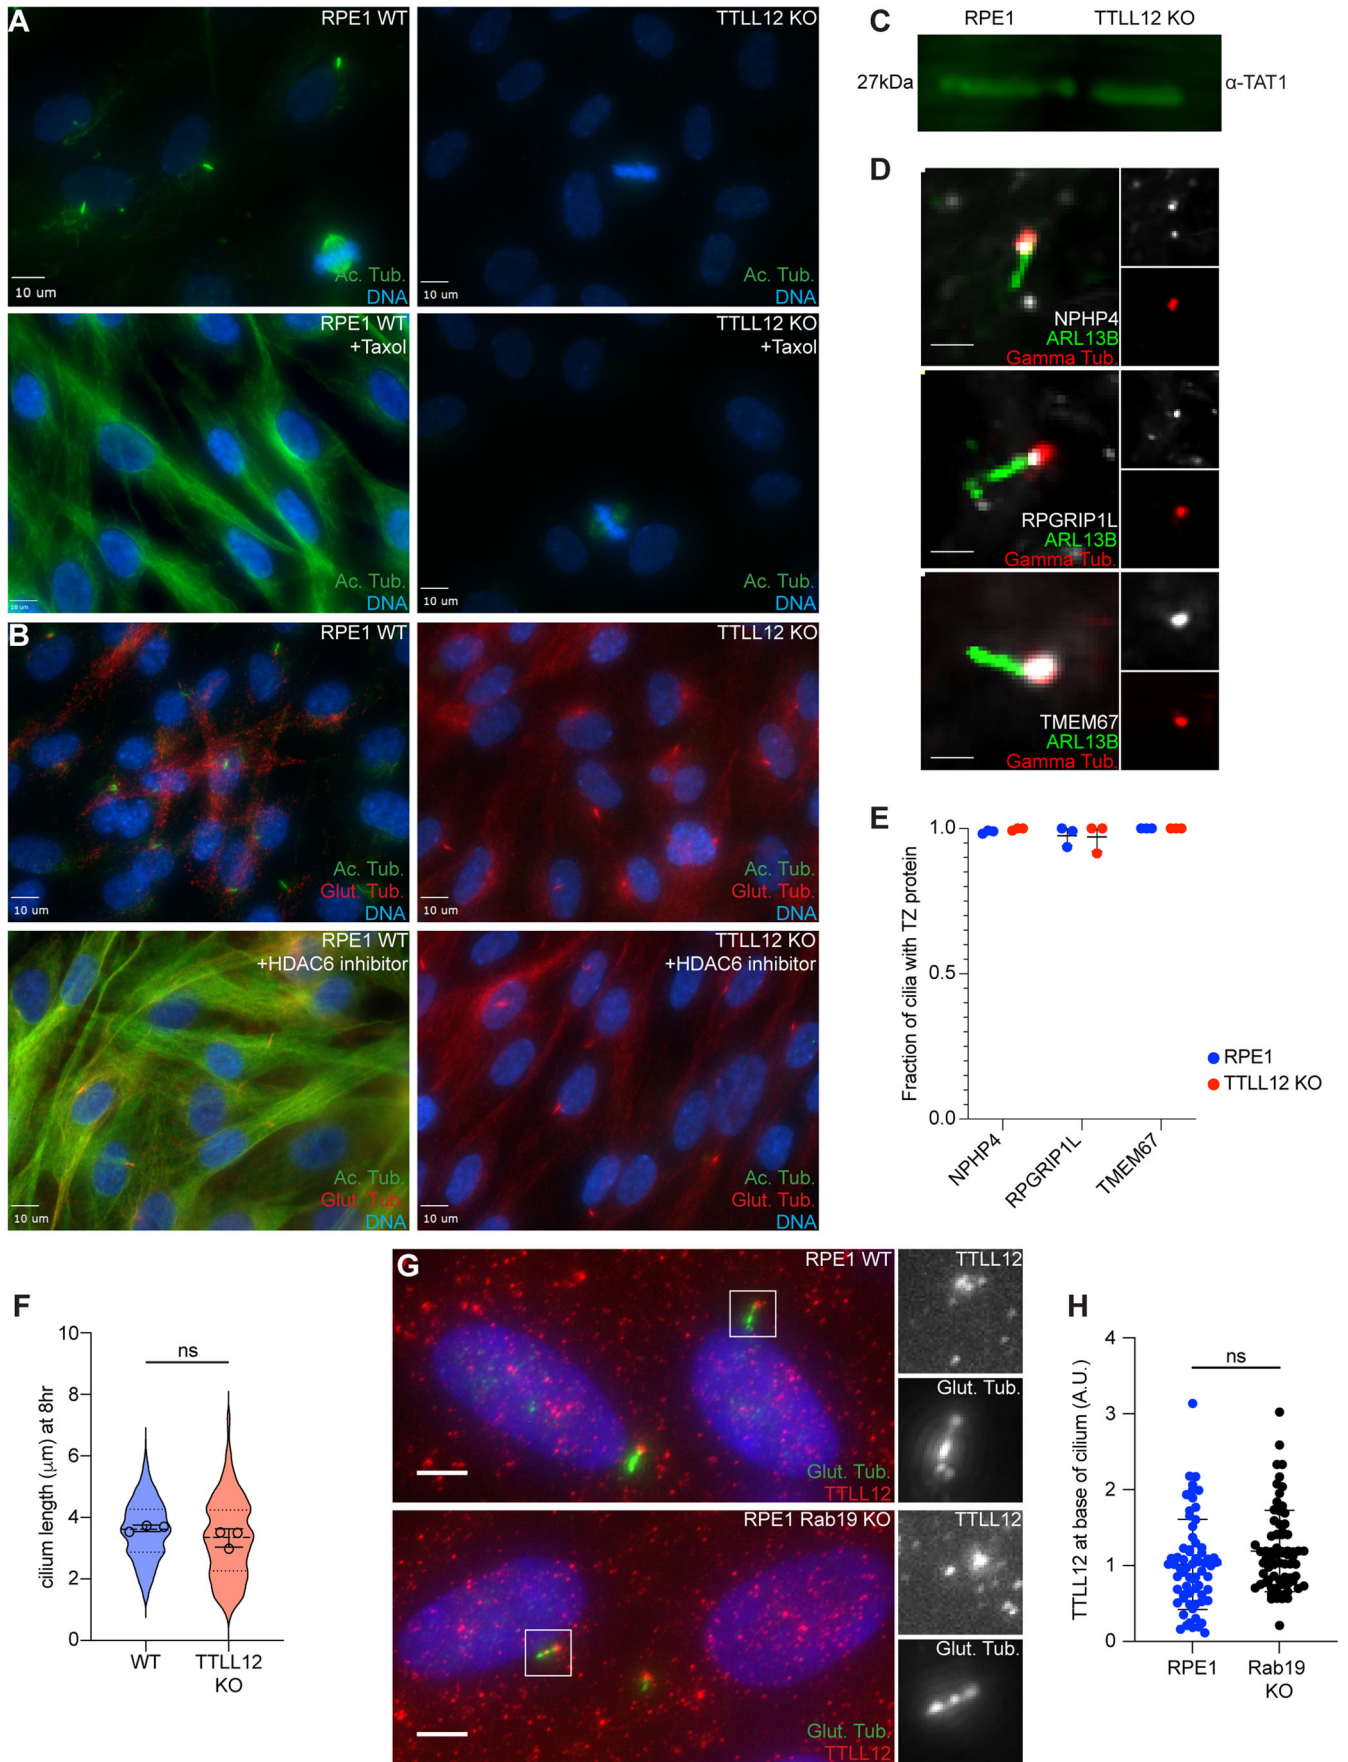 A
RPE1 WT
10 um
Ac. Tub.
DNA
TTLL12 KO
10 um
Ac. Tub.
DNA
RPE1 WT
+Taxol
10 um
Ac. Tub.
DNA
TTLL12 KO
+Taxol
10 um
Ac. Tub.
DNA
B
RPE1 WT
10 um
Ac. Tub.
Glut. Tub.
DNA
TTLL12 KO
10 um
Ac. Tub.
Glut. Tub.
DNA
RPE1 WT
+HDAC6 inhibitor
10 um
Ac. Tub.
Glut. Tub.
DNA
TTLL12 KO
+HDAC6 inhibitor
10 um
Ac. Tub.
Glut. Tub.
DNA
C
RPE1
TTLL12 KO
27kDa
α-TAT1
D
NPHP4
ARL13B
Gamma Tub.
RPGRIP1L
ARL13B
Gamma Tub.
TMEM67
ARL13B
Gamma Tub.
E
Fraction of cilia with TZ protein
1.0
0.5
0.0
NPHP4
RPGRIP1L
TMEM67
RPE1
TTLL12 KO
F
cilium length (μm) at 8hr
10
8
6
4
2
0
ns
WT
TTLL12
KO
G
RPE1 WT
Glut. Tub.
TTLL12
TTLL12
Glut. Tub.
RPE1 Rab19 KO
Glut. Tub.
TTLL12
TTLL12
Glut. Tub.
H
TTLL12 at base of cilium (A.U.)
4
3
2
1
0
ns
RPE1
Rab19
KO